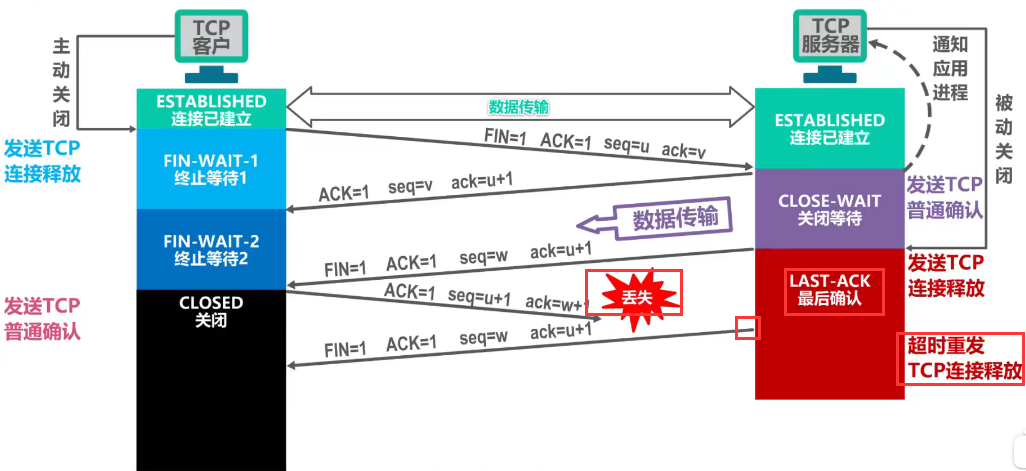 TCP
客户
TCP
服务器
主动关闭
通知
应用
进程
被动关闭
ESTABLISHED
连接已建立
数据传输
ESTABLISHED
连接已建立
FIN=1 ACK=1 seq=u ack=v
发送TCP
连接释放
FIN-WAIT-1
终止等待1
ACK=1 seq=v ack=u+1
CLOSE-WAIT
关闭等待
发送TCP
普通确认
数据传输
FIN-WAIT-2
终止等待2
FIN=1 ACK=1 seq=w ack=u+1
发送TCP
连接释放
发送TCP
普通确认
CLOSED
关闭
ACK=1 seq=u+1 ack=w+1
丢失
LAST-ACK
最后确认
FIN=1 ACK=1 seq=w ack=u+1
超时重发
TCP连接释放